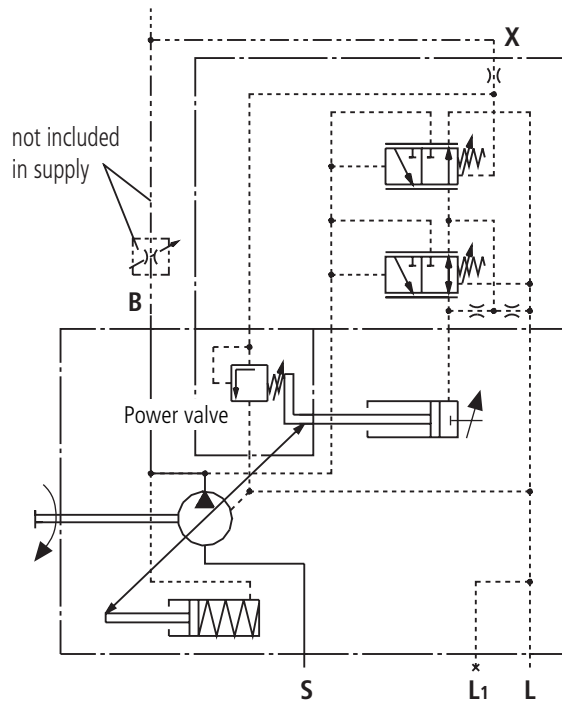 X
not included
in supply
B
Power valve
S
L1
L